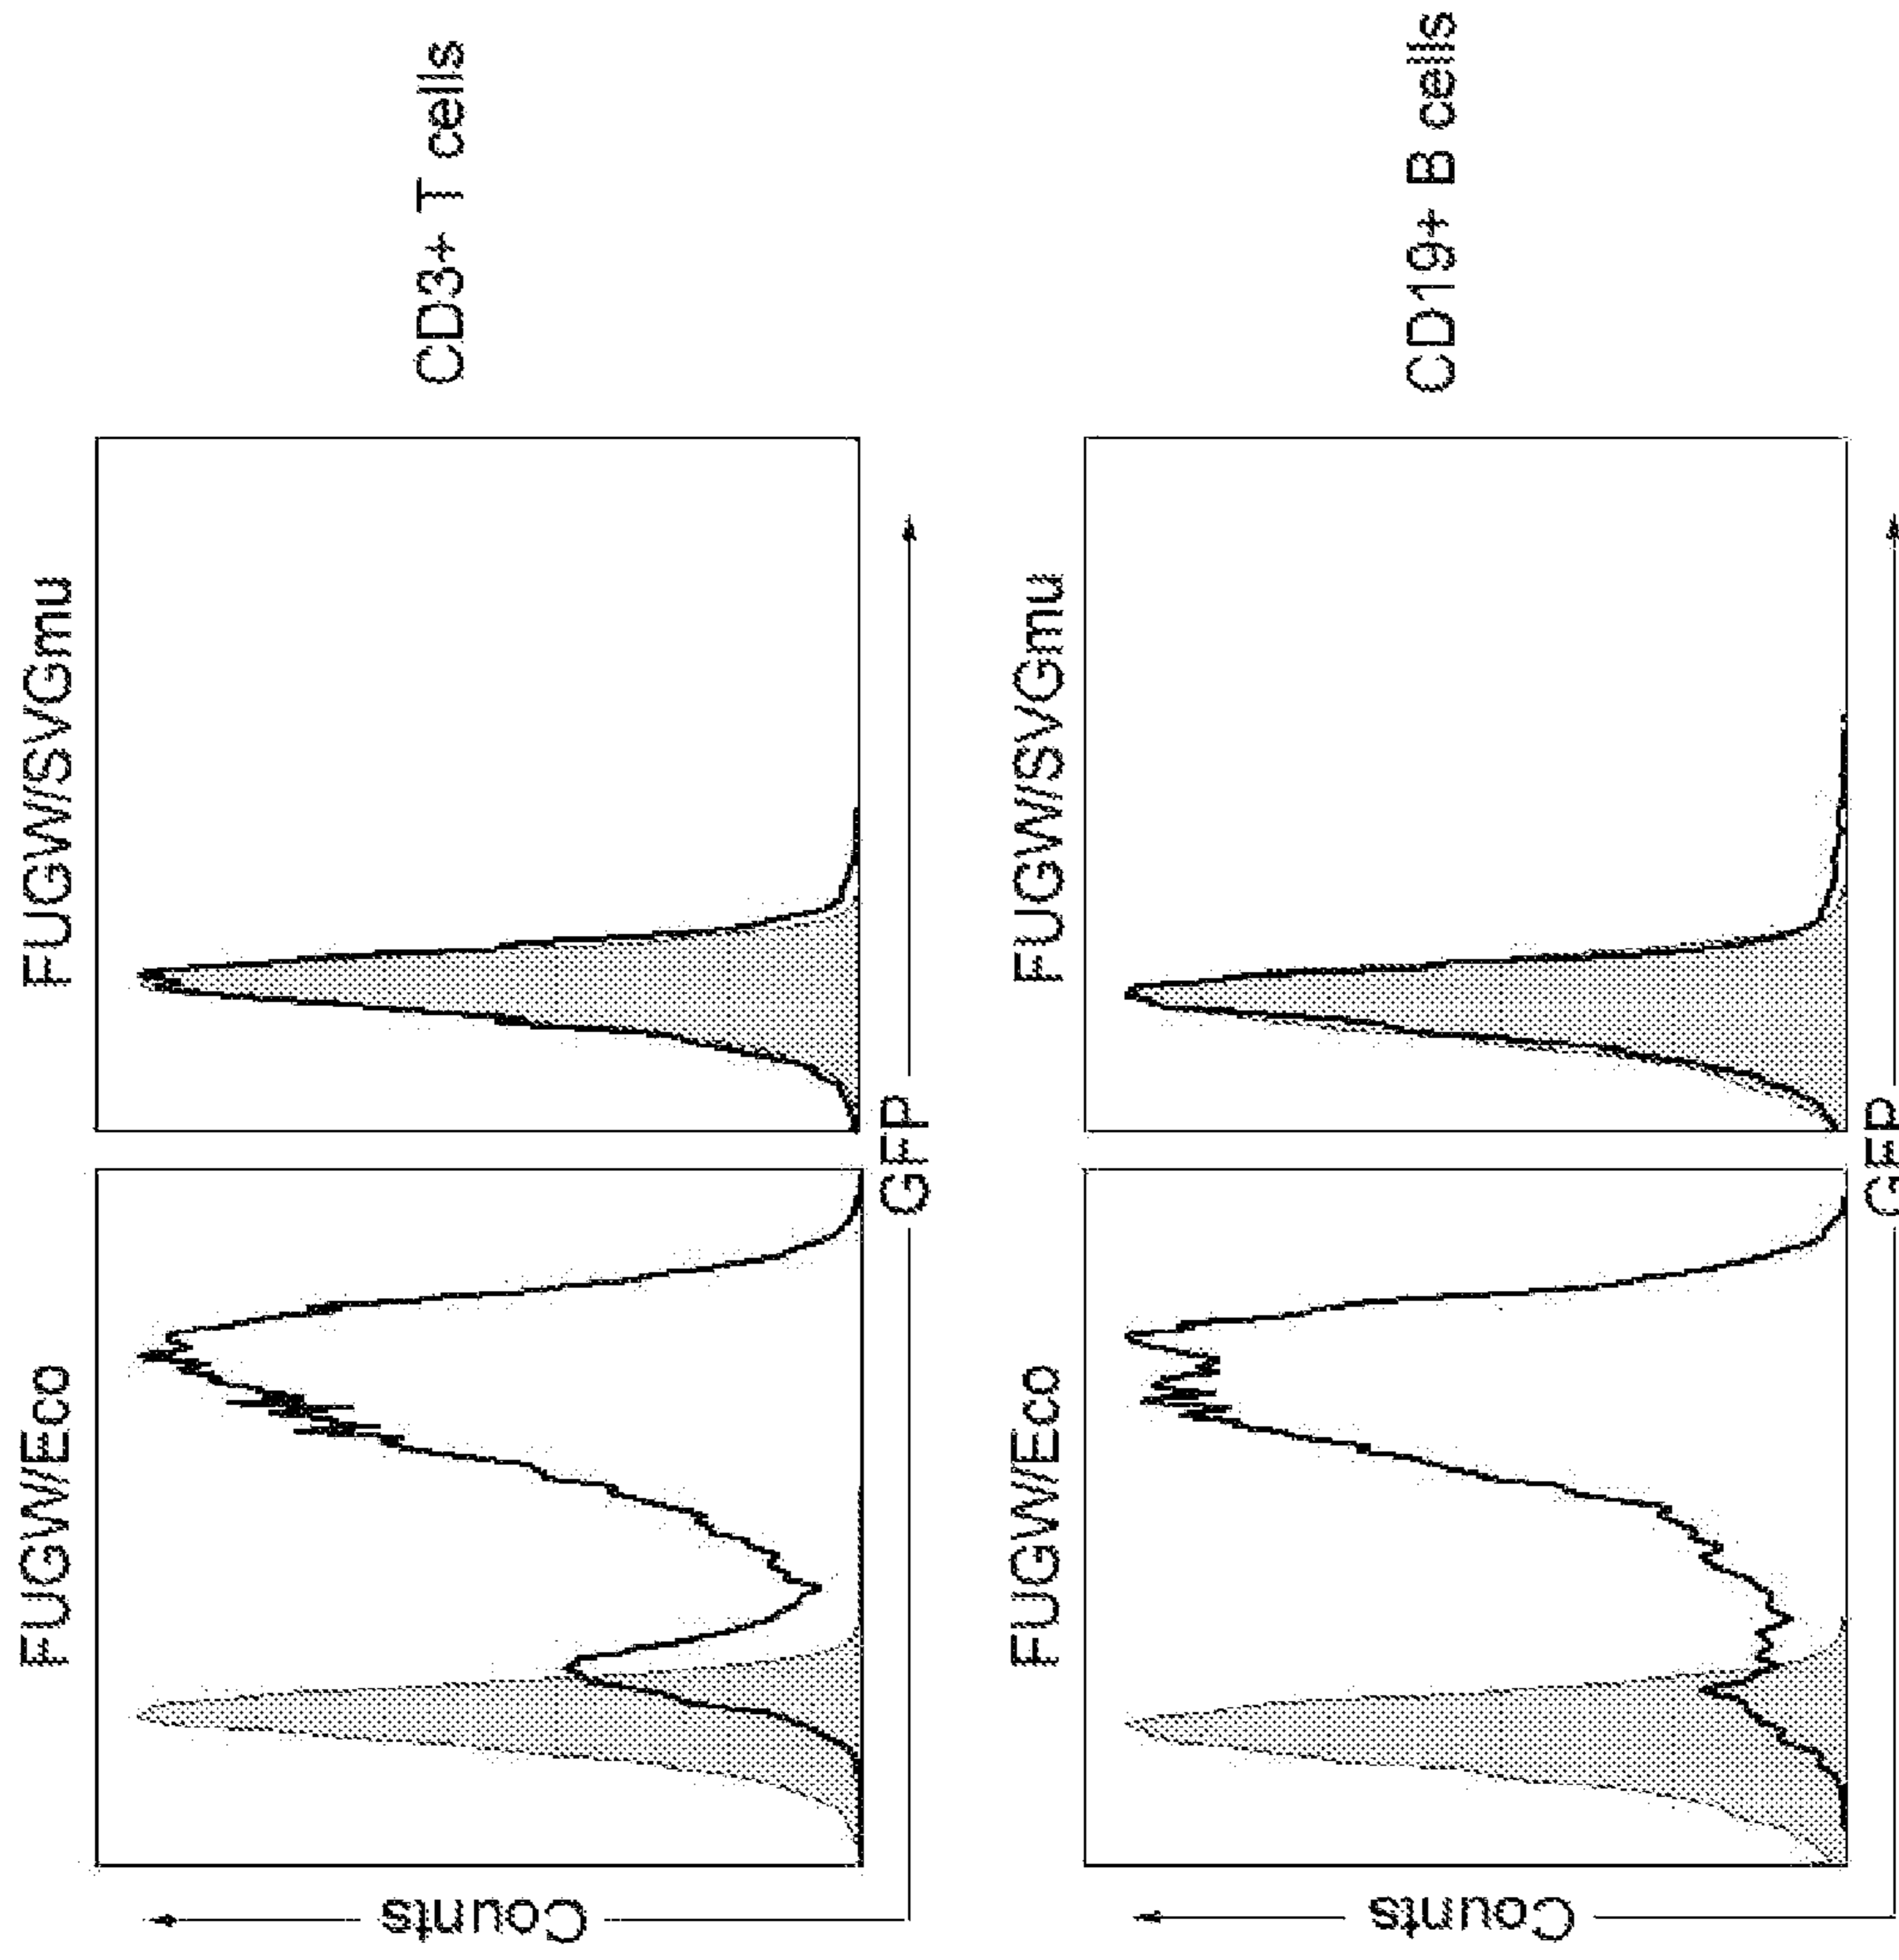 FUGW/Eco
FUGW/SVGmu
Counts
CD3+ T cells
GFP
FUGW/Eco
FUGW/SVGmu
Counts
CD19+ B cells
GFP